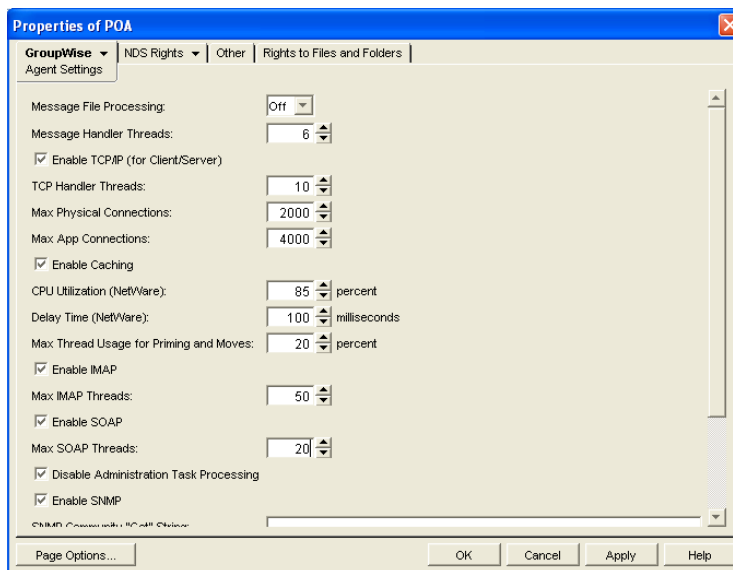 Properties of POA
GroupWise NDS Rights Other Rights to Files and Folders
Agent Settings
Message File Processing: Off
Message Handler Threads: 6
Enable TCP/IP (for Client/Server)
TCP Handler Threads: 10
Max Physical Connections: 2000
Max App Connections: 4000
Enable Caching
CPU Utilization (NetWare): 85 percent
Delay Time (NetWare): 100 milliseconds
Max Thread Usage for Priming and Moves: 20 percent
Enable IMAP
Max IMAP Threads: 50
Enable SOAP
Max SOAP Threads: 20
Disable Administration Task Processing
Enable SNMP
SNMP Community "Get" String:
Page Options... OK Cancel Apply Help